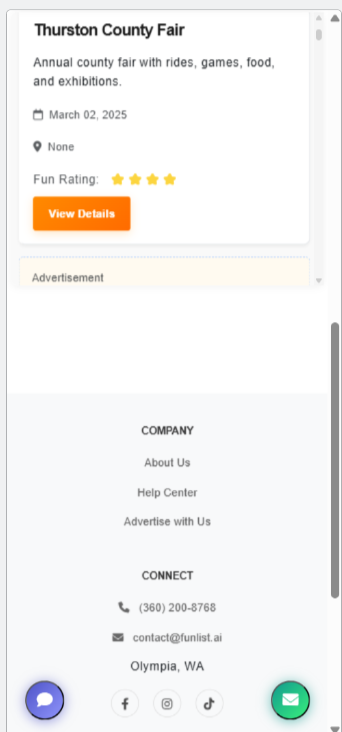 Thurston County Fair
Annual county fair with rides, games, food,
and exhibitions.
March 02, 2025
None
Fun Rating:
View Details
Advertisement
COMPANY
About Us
Help Center
Advertise with Us
CONNECT
(360) 200-8768
contact@funlist.ai
Olympia, WA